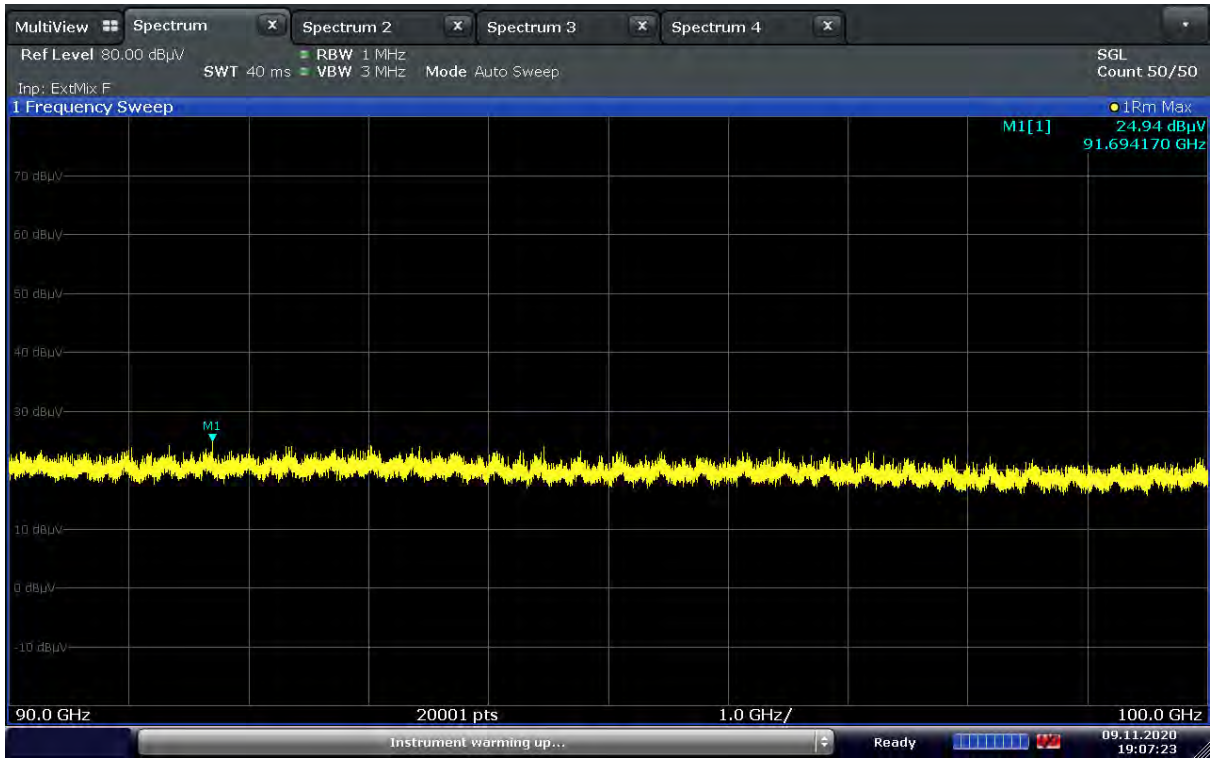 MultiView Spectrum X Spectrum 2 X Spectrum 3 X Spectrum 4 X
Ref Level 80.00 dBµV RBW 1 MHz SGL
SWT 40 ms VBW 3 MHz Mode Auto Sweep Count 50/50
Inp: ExtMix F
1 Frequency Sweep 1Rm Max
M1[1] 24.94 dBµV
91.694170 GHz
70 dBµV
60 dBµV
50 dBµV
40 dBµV
30 dBµV
M1
10 dBµV
0 dBµV
-10 dBµV
90.0 GHz 20001 pts 1.0 GHz/ 100.0 GHz
Instrument warming up... Ready 09.11.2020
19:07:23